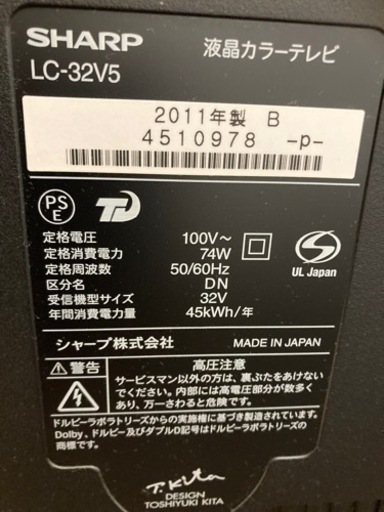 SHARP 液晶カラーテレビ
LC-32V5
2011年製 B
4510978 -p-
PS
E
定格電圧 100V～
定格消費電力 74W
定格周波数 50/60Hz
区分名 DN
受信機型サイズ 32V
年間消費電力量 45kWh/年
UL Japan
シャープ株式会社 MADE IN JAPAN
警告 高圧注意
サービスマン以外の方は、裏ぶたをあけないで
ください。内部には高電圧部分が数多く
あり、万一さわると危険です。
ドルビーラボラトリーズからの実施権に基づき製造されています。
Dolby、ドルビー及びダブルD記号はドルビーラボラトリーズの
商標です。
T. Kita
DESIGN
TOSHIYUKI KITA